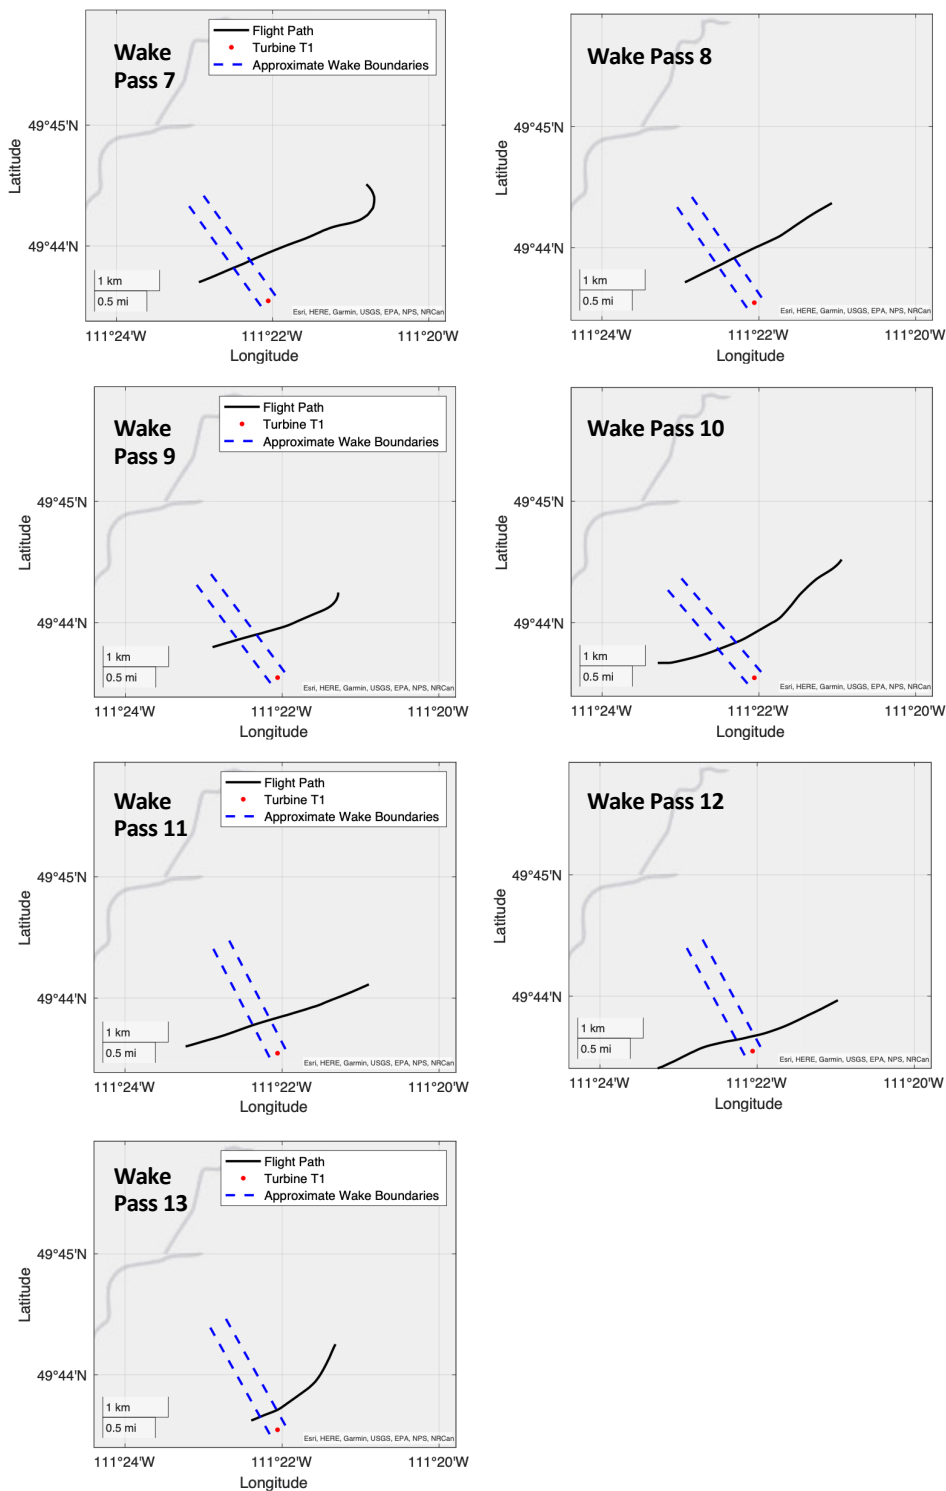 Wake
Pass 7
Flight Path
Turbine T1
Approximate Wake Boundaries
49°45'N
49°44'N
Latitude
1 km
0.5 mi
Esri, HERE, Garmin, USGS, EPA, NPS, NRCan
111°24'W
111°22'W
111°20'W
Longitude
Wake Pass 8
49°45'N
49°44'N
Latitude
1 km
0.5 mi
Esri, HERE, Garmin, USGS, EPA, NPS, NRCan
111°24'W
111°22'W
111°20'W
Longitude
Wake
Pass 9
Flight Path
Turbine T1
Approximate Wake Boundaries
49°45'N
49°44'N
Latitude
1 km
0.5 mi
Esri, HERE, Garmin, USGS, EPA, NPS, NRCan
111°24'W
111°22'W
111°20'W
Longitude
Wake Pass 10
49°45'N
49°44'N
Latitude
1 km
0.5 mi
Esri, HERE, Garmin, USGS, EPA, NPS, NRCan
111°24'W
111°22'W
111°20'W
Longitude
Wake
Pass 11
Flight Path
Turbine T1
Approximate Wake Boundaries
49°45'N
49°44'N
Latitude
1 km
0.5 mi
Esri, HERE, Garmin, USGS, EPA, NPS, NRCan
111°24'W
111°22'W
111°20'W
Longitude
Wake Pass 12
49°45'N
49°44'N
Latitude
1 km
0.5 mi
Esri, HERE, Garmin, USGS, EPA, NPS, NRCan
111°24'W
111°22'W
111°20'W
Longitude
Wake
Pass 13
Flight Path
Turbine T1
Approximate Wake Boundaries
49°45'N
49°44'N
Latitude
1 km
0.5 mi
Esri, HERE, Garmin, USGS, EPA, NPS, NRCan
111°24'W
111°22'W
111°20'W
Longitude